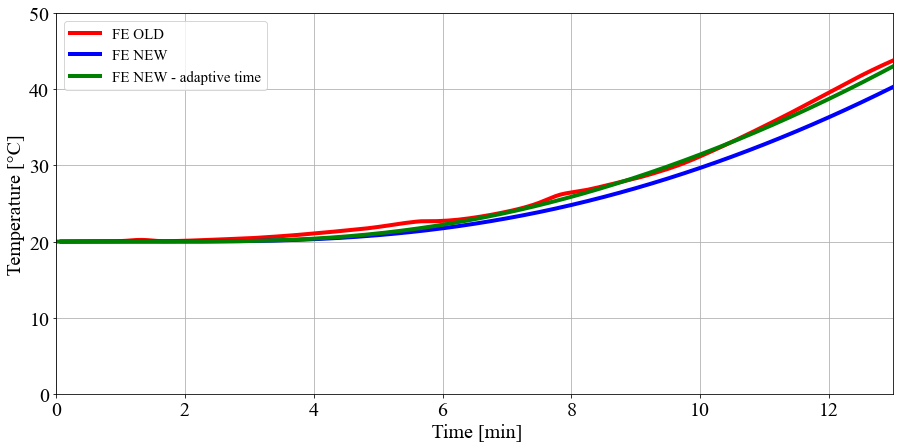 50
40
30
20
10
0
Temperature [°C]
FE OLD
FE NEW
FE NEW - adaptive time
0 2 4 6 8 10 12
Time [min]